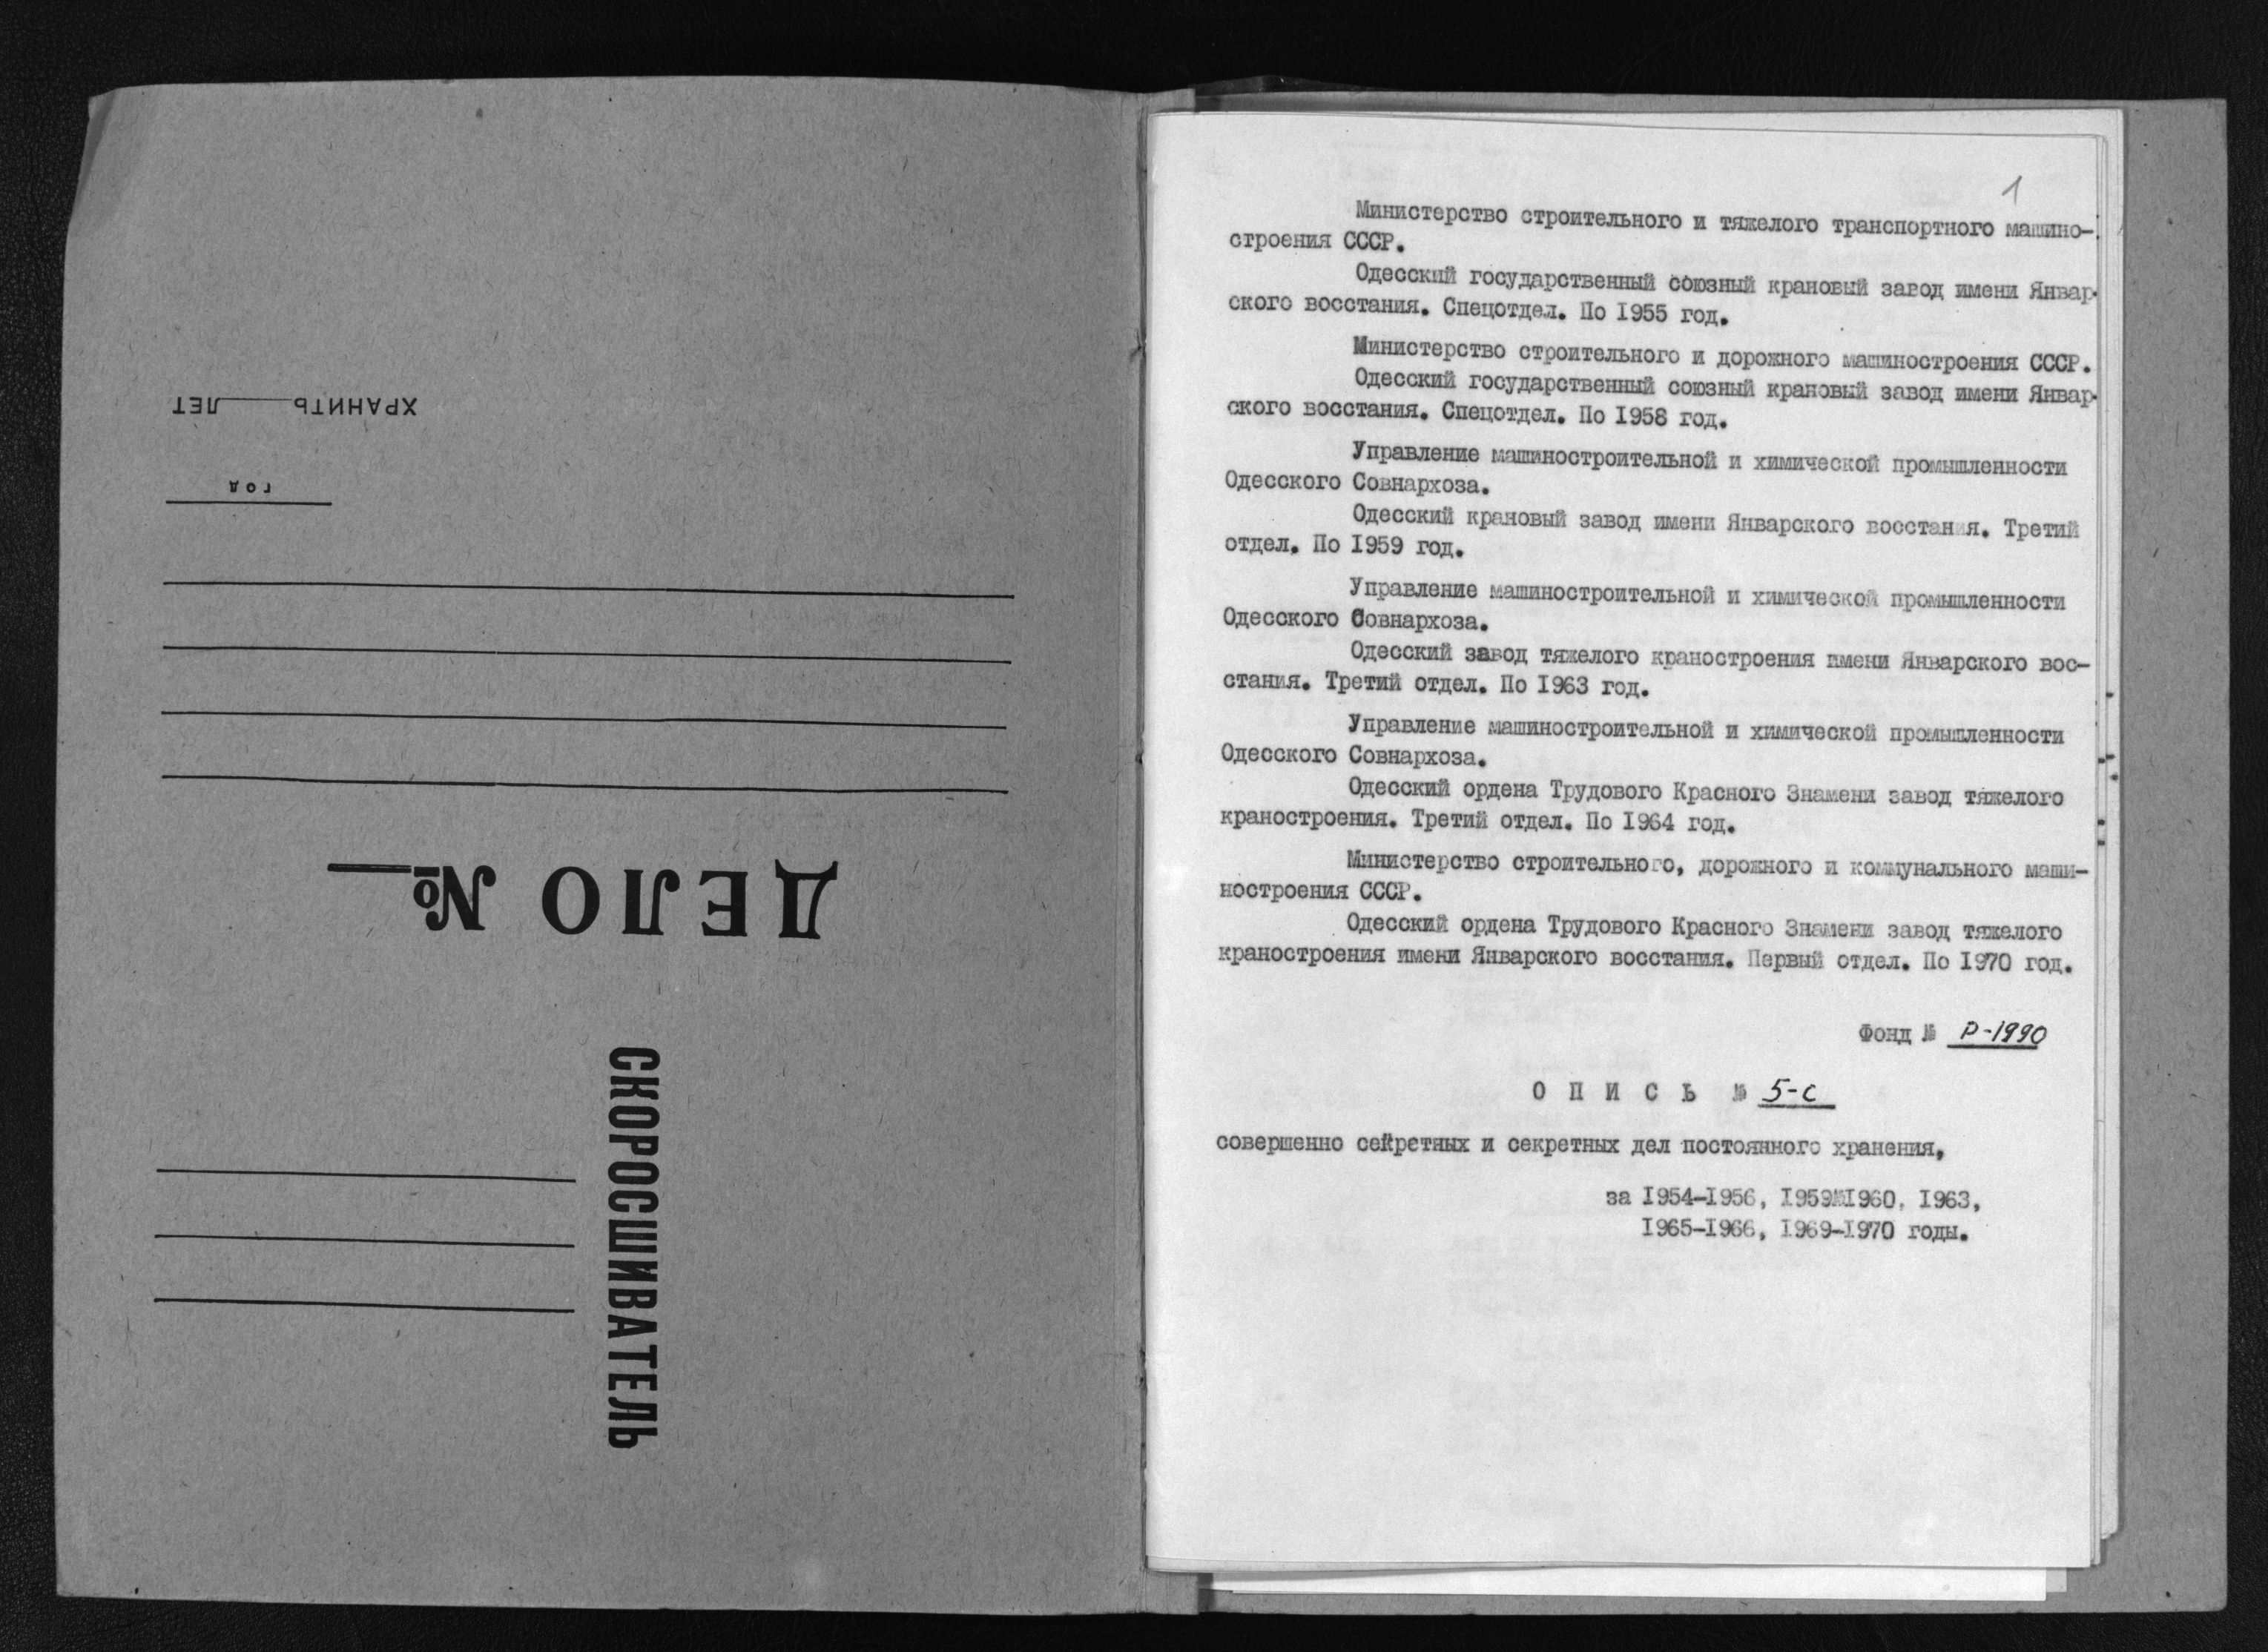 ХРАНИТЬ ЛЕТ
год
ДЕЛО №
СКОРОСШИВАТЕЛЬ
1
Министерство строительного и тяжелого транспортного машино-
строения СССР.
Одесский государственный союзный крановый завод имени Январ-
ского восстания. Спецотдел. По 1955 год.
Министерство строительного и дорожного машиностроения СССР.
Одесский государственный союзный крановый завод имени Январ-
ского восстания. Спецотдел. По 1958 год.
Управление машиностроительной и химической промышленности
Одесского Совнархоза.
Одесский крановый завод имени Январского восстания. Третий
отдел. По 1959 год.
Управление машиностроительной и химической промышленности
Одесского Совнархоза.
Одесский завод тяжелого краностроения имени Январского вос-
стания. Третий отдел. По 1963 год.
Управление машиностроительной и химической промышленности
Одесского Совнархоза.
Одесский ордена Трудового Красного Знамени завод тяжелого
краностроения. Третий отдел. По 1964 год.
Министерство строительного, дорожного и коммунального маши-
ностроения СССР.
Одесский ордена Трудового Красного Знамени завод тяжелого
краностроения имени Январского восстания. Первый отдел. По 1970 год.
Фонд № Р-1990
О П И С Ь № 5-с
совершенно секретных и секретных дел постоянного хранения,
за 1954-1956, 1959-1960, 1963,
1965-1966, 1969-1970 годы.